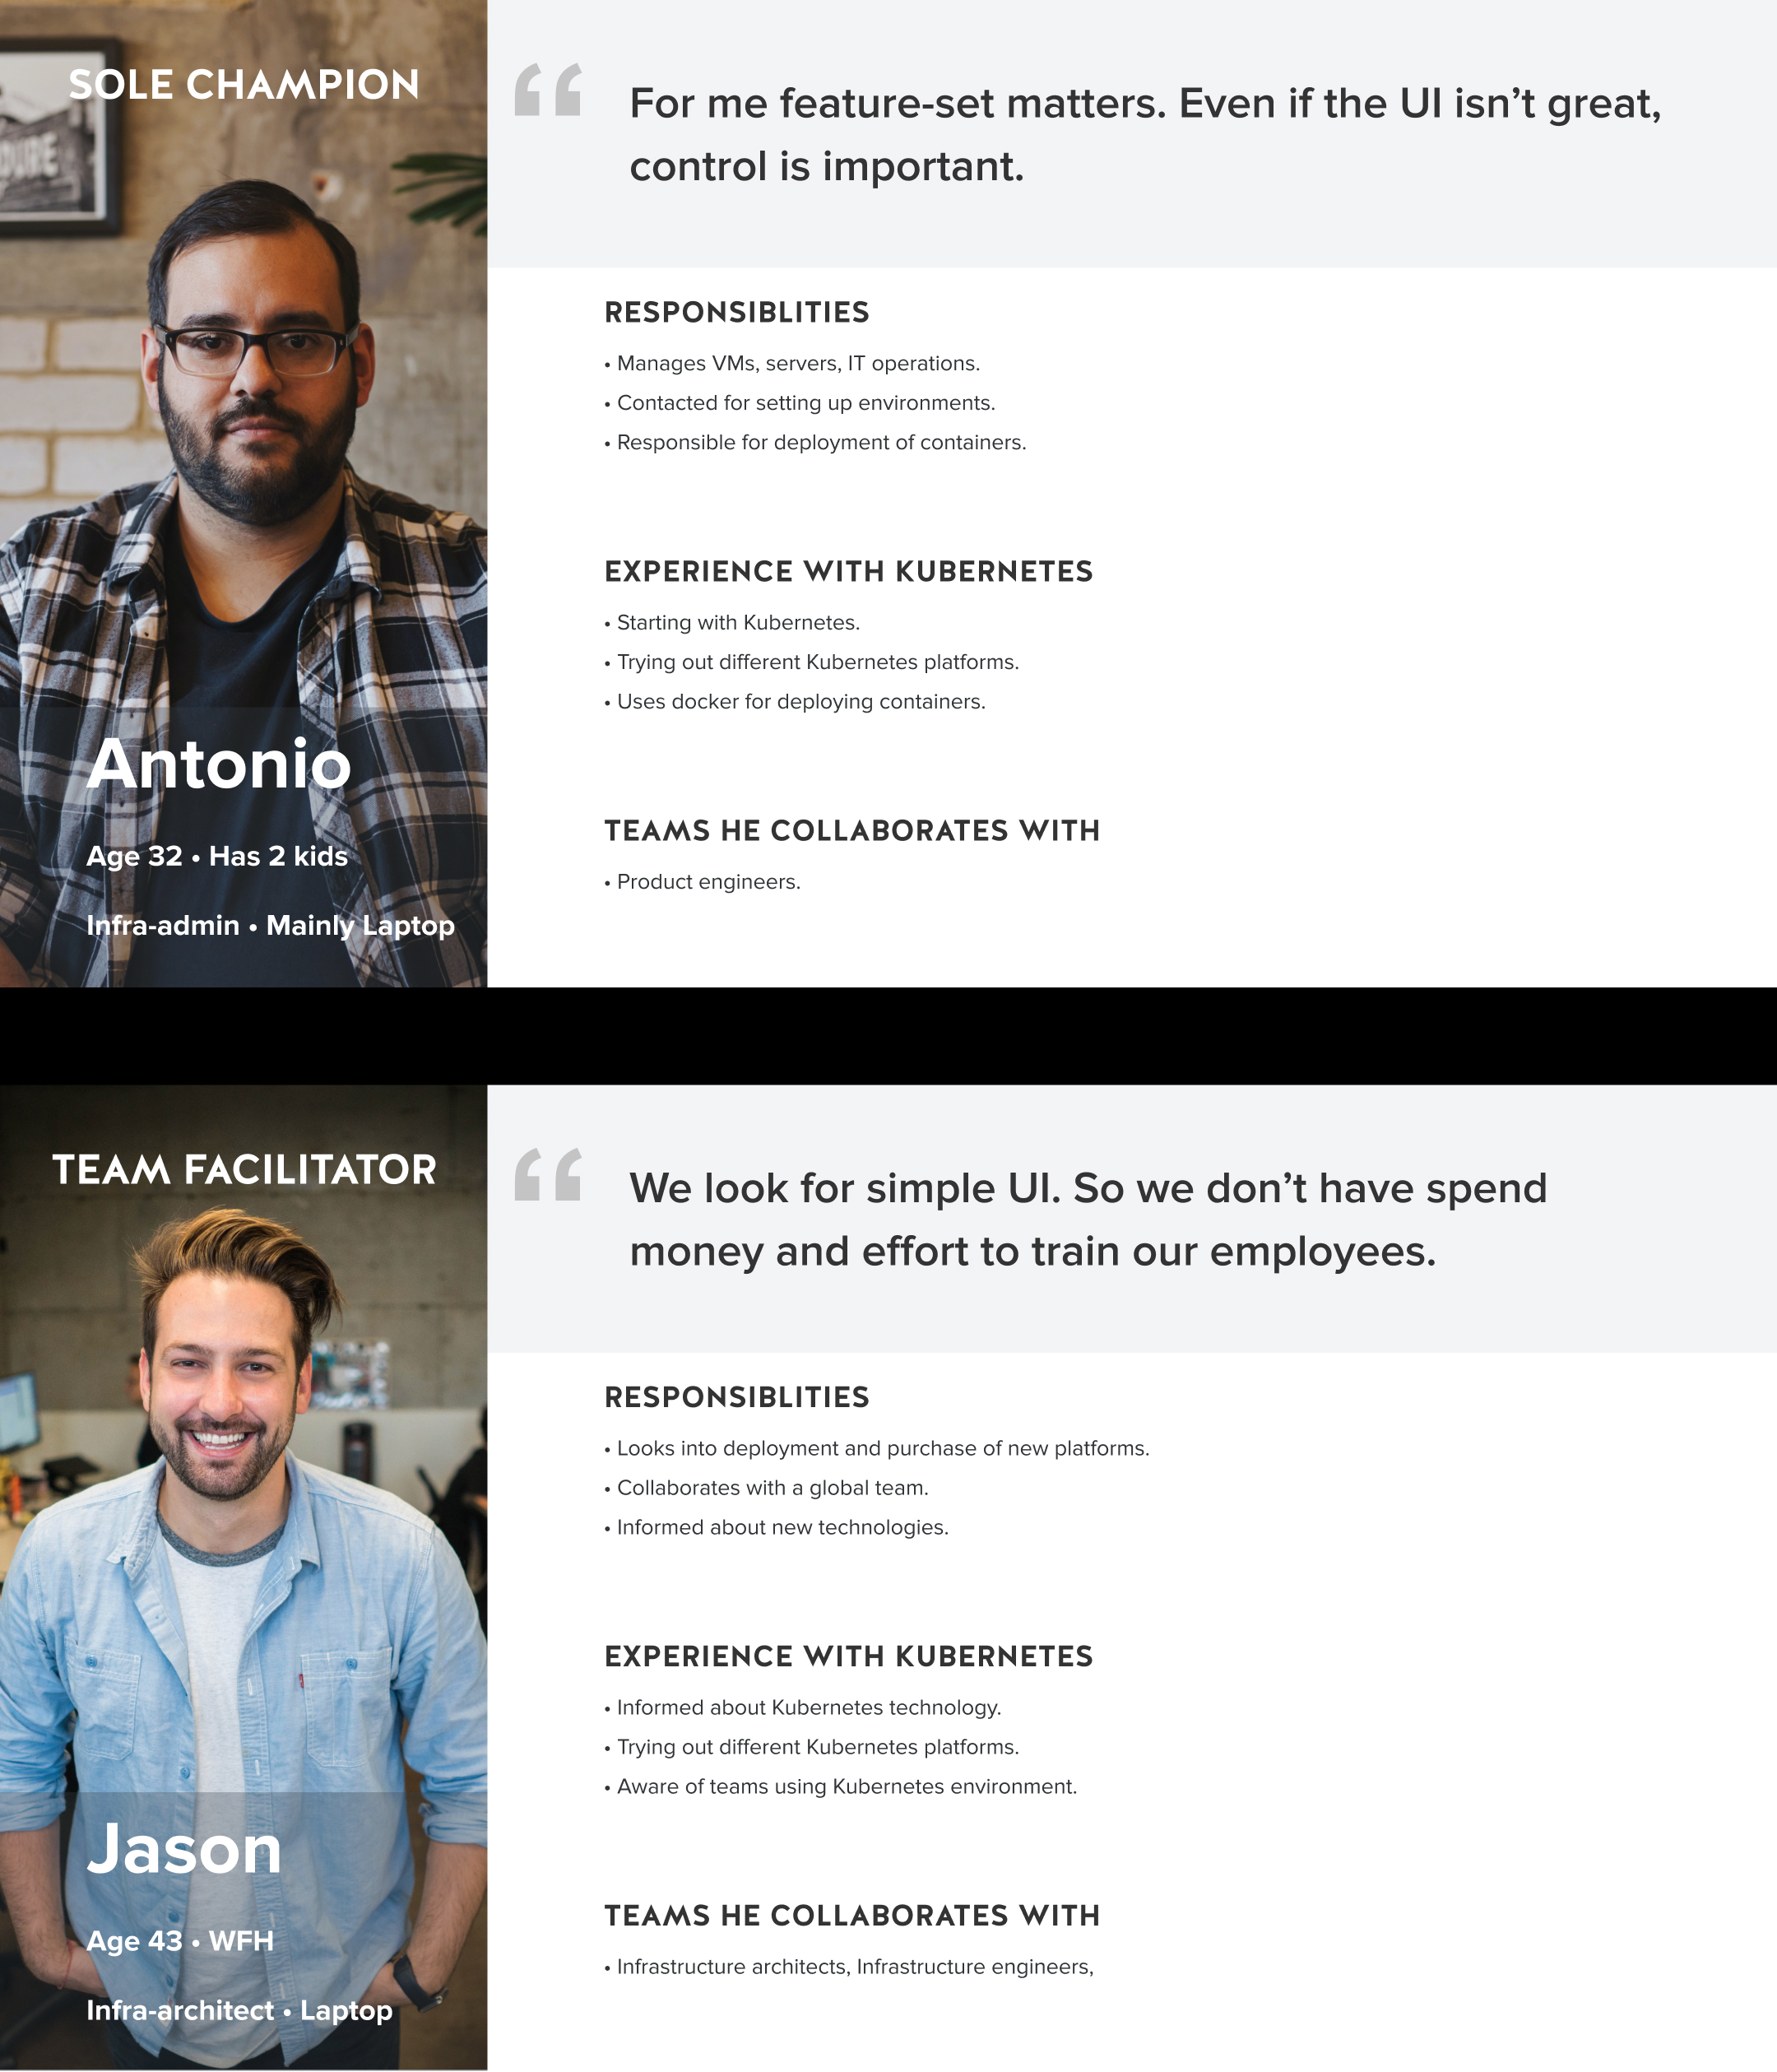 SOLE CHAMPION
“
For me feature-set matters. Even if the UI isn’t great,
control is important.
RESPONSIBLITIES
• Manages VMs, servers, IT operations.
• Contacted for setting up environments.
• Responsible for deployment of containers.
EXPERIENCE WITH KUBERNETES
• Starting with Kubernetes.
• Trying out different Kubernetes platforms.
• Uses docker for deploying containers.
TEAMS HE COLLABORATES WITH
• Product engineers.
Antonio
Age 32 • Has 2 kids
Infra-admin • Mainly Laptop
TEAM FACILITATOR
“
We look for simple UI. So we don’t have spend
money and effort to train our employees.
RESPONSIBLITIES
• Looks into deployment and purchase of new platforms.
• Collaborates with a global team.
• Informed about new technologies.
EXPERIENCE WITH KUBERNETES
• Informed about Kubernetes technology.
• Trying out different Kubernetes platforms.
• Aware of teams using Kubernetes environment.
TEAMS HE COLLABORATES WITH
• Infrastructure architects, Infrastructure engineers,
Jason
Age 43 • WFH
Infra-architect • Laptop